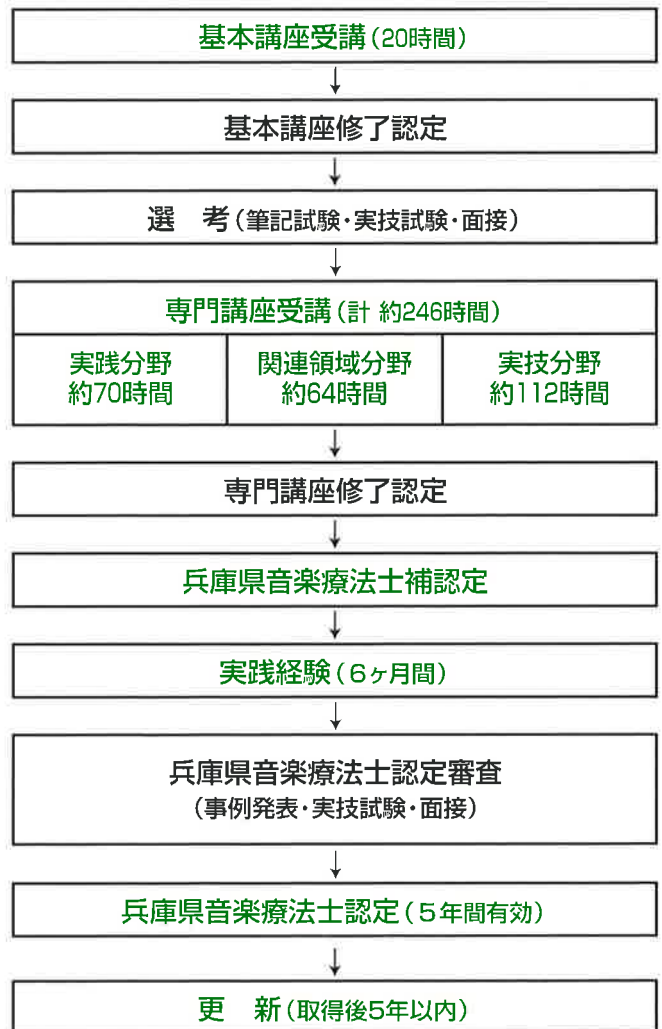 基本講座受講(20時間)
↓
基本講座修了認定
↓
選　考(筆記試験・実技試験・面接)
↓
専門講座受講(計 約246時間)
実践分野
約70時間
関連領域分野
約64時間
実技分野
約112時間
↓
専門講座修了認定
↓
兵庫県音楽療法士補認定
↓
実践経験(6ヶ月間)
↓
兵庫県音楽療法士認定審査
(事例発表・実技試験・面接)
↓
兵庫県音楽療法士認定(5年間有効)
↓
更　新(取得後5年以内)